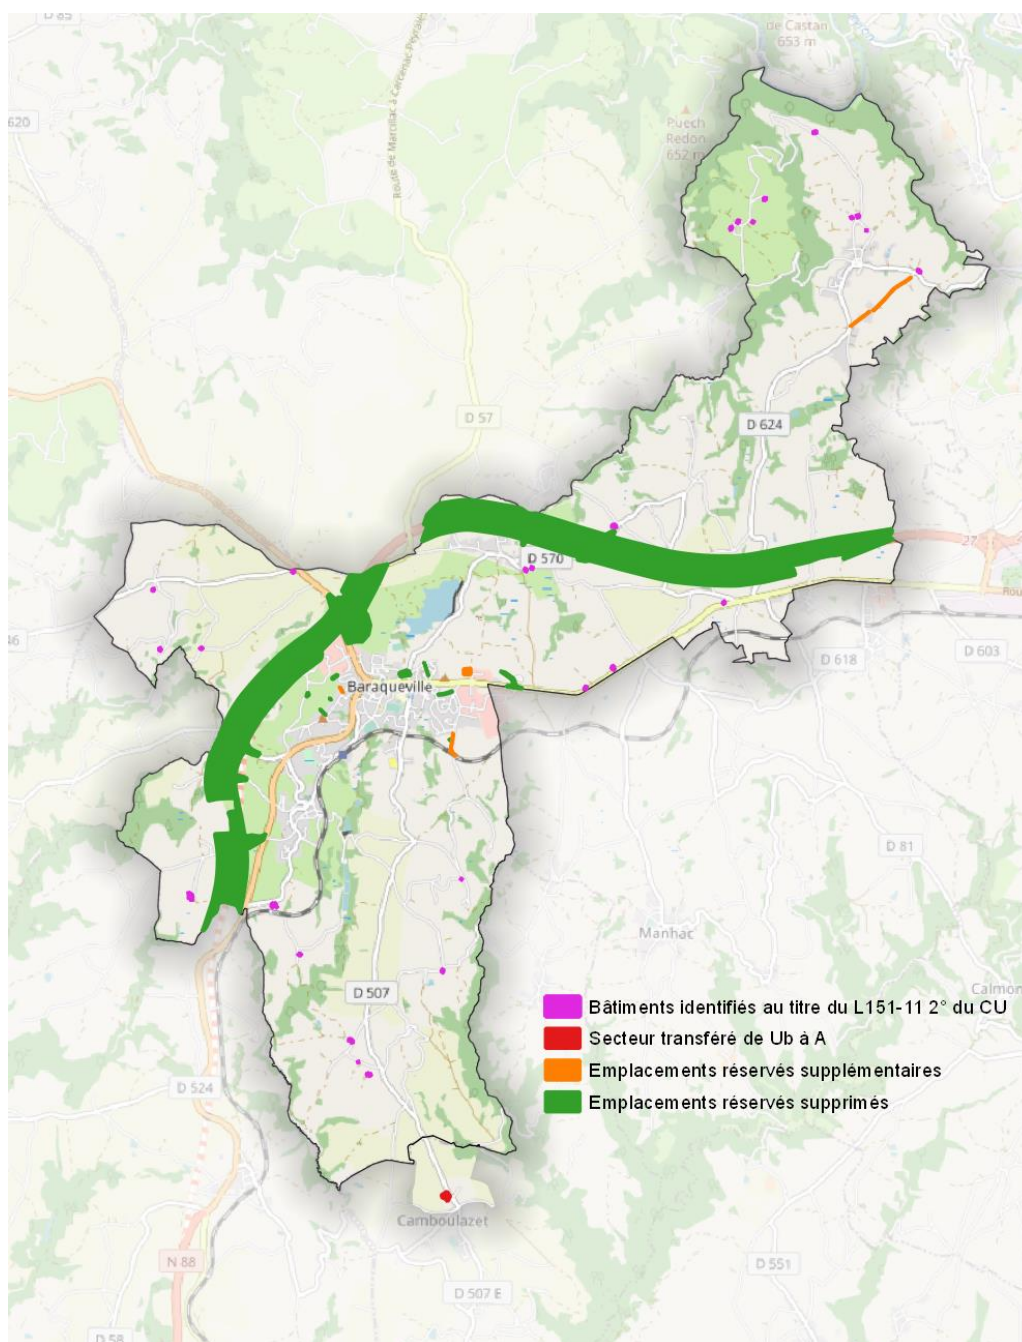 D 85
de Castan
653 m
620
Puech
Redon
652 m
Route de Marcillac à Carcenac-Peyralès
D 57
D 624
D 570
27
Rou
46
D 618
D 603
Baraqueville
D 81
Manhac
Calmon
D 507
Bâtiments identifiés au titre du L151-11 2° du CU
Secteur transféré de Ub à A
Emplacements réservés supplémentaires
Emplacements réservés supprimés
D 524
Camboulazet
N 88
D 551
D 507 E
D 58